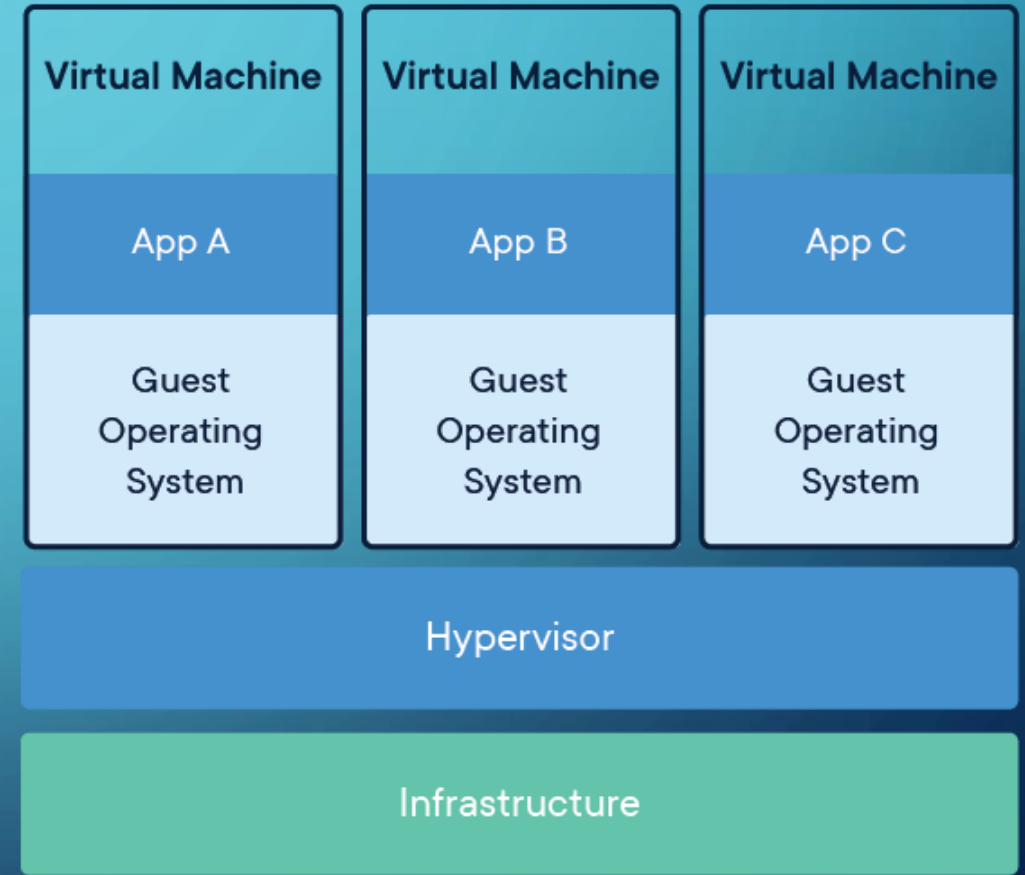 Virtual Machine
Virtual Machine
Virtual Machine
App A
App B
App C
Guest
Operating
System
Guest
Operating
System
Guest
Operating
System
Hypervisor
Infrastructure